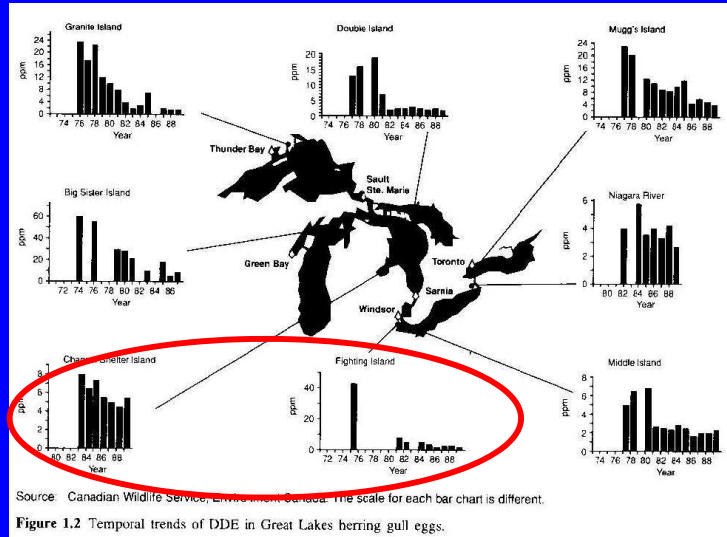 Granite Island
24
20
16
12
8
4
0
ppm
74 76 78 80 82 84 86 88
Year
Double Island
20
15
10
5
0
ppm
74 76 78 80 82 84 86 88
Year
Mugg's Island
24
20
16
12
8
4
0
ppm
74 76 78 80 82 84 86 88
Year
Thunder Bay
Sault
Ste. Marie
Big Sister Island
60
40
20
0
ppm
72 74 76 78 80 82 84 86
Year
Green Bay
Toronto
Sarnia
Windsor
Niagara River
6
4
2
0
ppm
80 82 84 86 88
Year
Shelter Island
8
6
4
2
0
ppm
80 82 84 86 88
Year
Fighting Island
40
20
0
ppm
74 76 78 80 82 84 86 88
Year
Middle Island
8
6
4
2
0
ppm
74 76 78 80 82 84 86 88
Year
Source: Canadian Wildlife Service, Canada. The scale for each bar chart is different.
Figure 1.2 Temporal trends of DDE in Great Lakes herring gull eggs.